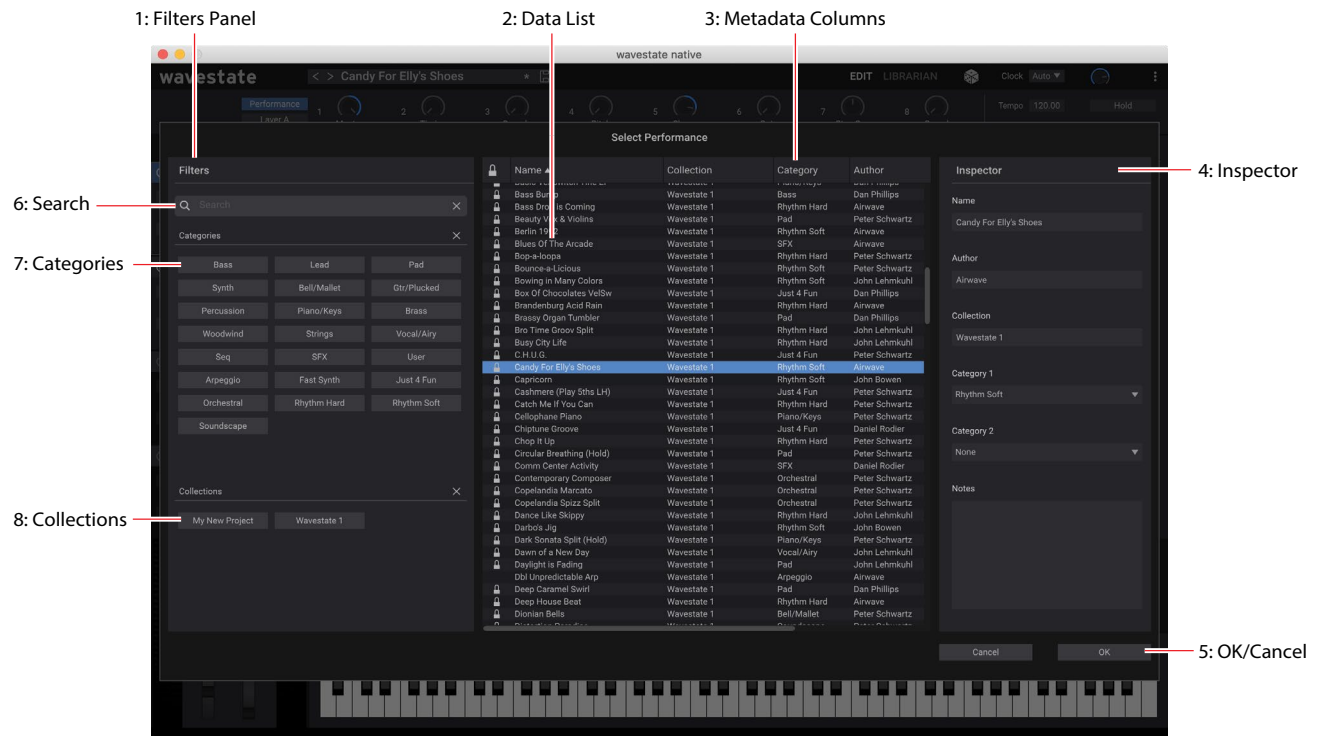 1: Filters Panel
2: Data List
3: Metadata Columns
wavestate native
wavestate
< > Candy For Elly's Shoes *
EDIT LIBRARIAN
Clock Auto
Performance
Layer A
1
2
3
4
5
6
7
8
Tempo 120.00
Hold
Select Performance
Filters
Name Collection Category Author
Inspector
4: Inspector
6: Search
Search
Categories
7: Categories
Bass Lead Pad
Synth Bell/Mallet Gtr/Plucked
Percussion Piano/Keys Brass
Woodwind Strings Vocal/Airy
Seq SFX User
Arpeggio Fast Synth Just 4 Fun
Orchestral Rhythm Hard Rhythm Soft
Soundscape
Collections
8: Collections
My New Project Wavestate 1
Bass Bump Wavestate 1 Bass Dan Phillips
Bass Drop is Coming Wavestate 1 Rhythm Hard Airwave
Beauty Vox & Violins Wavestate 1 Pad Peter Schwartz
Berlin Wavestate 1 Rhythm Soft Airwave
Blues Of The Arcade Wavestate 1 SFX Airwave
Bop-a-loopa Wavestate 1 Rhythm Hard Peter Schwartz
Bounce-a-Licious Wavestate 1 Rhythm Soft Peter Schwartz
Bowing in Many Colors Wavestate 1 Rhythm Soft John Lehmkuhl
Box Of Chocolates VelSw Wavestate 1 Just 4 Fun Dan Phillips
Brandenburg Acid Rain Wavestate 1 Rhythm Hard Airwave
Brassy Organ Tumbler Wavestate 1 Pad Dan Phillips
Bro Time Groov Split Wavestate 1 Rhythm Hard John Lehmkuhl
Busy City Life Wavestate 1 Rhythm Hard John Lehmkuhl
C.H.U.G. Wavestate 1 Just 4 Fun Peter Schwartz
Candy For Elly's Shoes Wavestate 1 Rhythm Soft Airwave
Capricorn Wavestate 1 Rhythm Soft John Bowen
Cashmere (Play 5ths LH) Wavestate 1 Just 4 Fun Peter Schwartz
Catch Me If You Can Wavestate 1 Rhythm Hard Peter Schwartz
Cellophane Piano Wavestate 1 Piano/Keys Peter Schwartz
Chiptune Groove Wavestate 1 Just 4 Fun Daniel Rodier
Chop It Up Wavestate 1 Rhythm Hard Peter Schwartz
Circular Breathing (Hold) Wavestate 1 Pad Peter Schwartz
Comm Center Activity Wavestate 1 SFX Daniel Rodier
Contemporary Composer Wavestate 1 Orchestral Peter Schwartz
Copelandia Marcato Wavestate 1 Orchestral Peter Schwartz
Copelandia Spizz Split Wavestate 1 Orchestral Peter Schwartz
Dance Like Skippy Wavestate 1 Rhythm Hard John Lehmkuhl
Darbo's Jig Wavestate 1 Rhythm Soft John Bowen
Dark Sonata Split (Hold) Wavestate 1 Piano/Keys Peter Schwartz
Dawn of a New Day Wavestate 1 Vocal/Airy John Lehmkuhl
Daylight is Fading Wavestate 1 Pad John Lehmkuhl
Dbl Unpredictable Arp Wavestate 1 Arpeggio Airwave
Deep Caramel Swirl Wavestate 1 Pad Dan Phillips
Deep House Beat Wavestate 1 Rhythm Hard Airwave
Dionian Bells Wavestate 1 Bell/Mallet Peter Schwartz
Name
Candy For Elly's Shoes
Author
Airwave
Collection
Wavestate 1
Category 1
Rhythm Soft
Category 2
None
Notes
Cancel OK
5: OK/Cancel